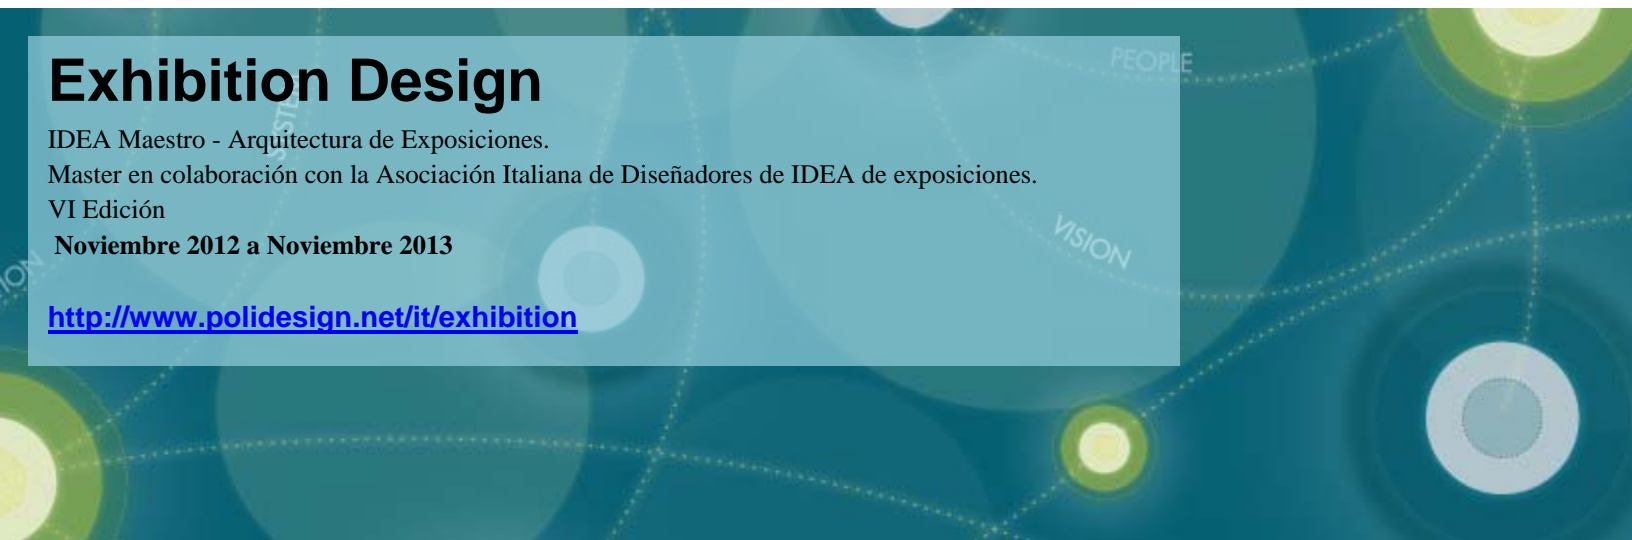 Exhibition Design
IDEA Maestro - Arquitectura de Exposiciones.
Master en colaboración con la Asociación Italiana de Diseñadores de IDEA de exposiciones.
VI Edición
Noviembre 2012 a Noviembre 2013
http://www.polidesign.net/it/exhibition
PEOPLE
VISION
SYSTEM